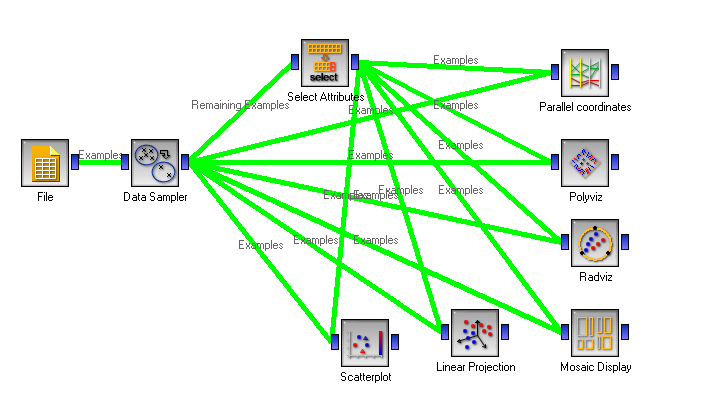 Examples
select
Select Attributes
Parallel coordinates
Remaining Examples
Examples
Examples
Examples
Examples
Examples
File
Data Sampler
Polyviz
Examples
Examples
Examples
Examples
Examples
Examples
Examples
Radviz
Scatterplot
Linear Projection
Mosaic Display